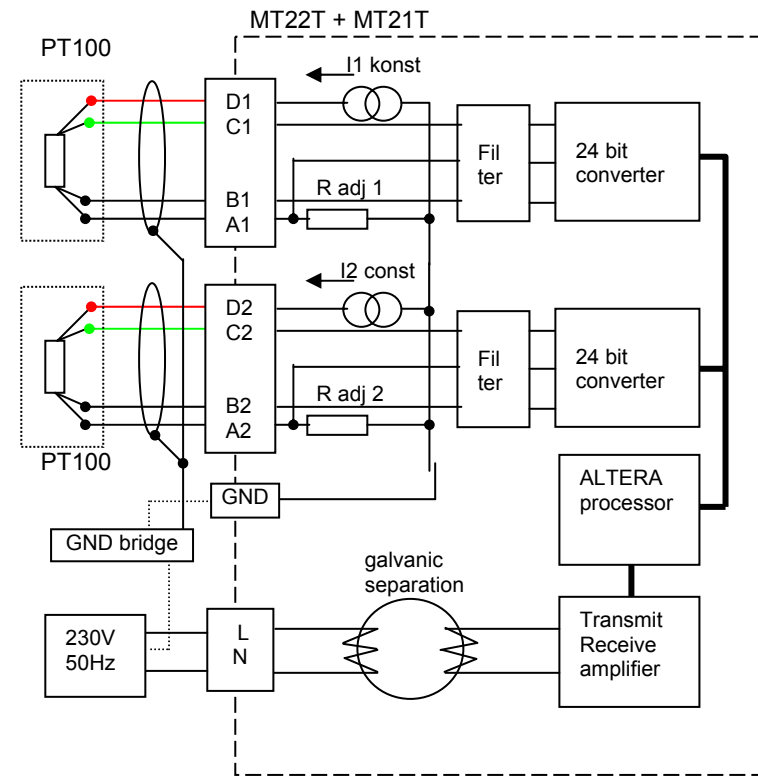 MT22T + MT21T
PT100
I1 konst
D1
C1
B1
A1
R adj 1
Fil
ter
24 bit
converter
I2 const
D2
C2
B2
A2
R adj 2
Fil
ter
24 bit
converter
PT100
GND
GND bridge
ALTERA
processor
galvanic
separation
230V
50Hz
L
N
Transmit
Receive
amplifier